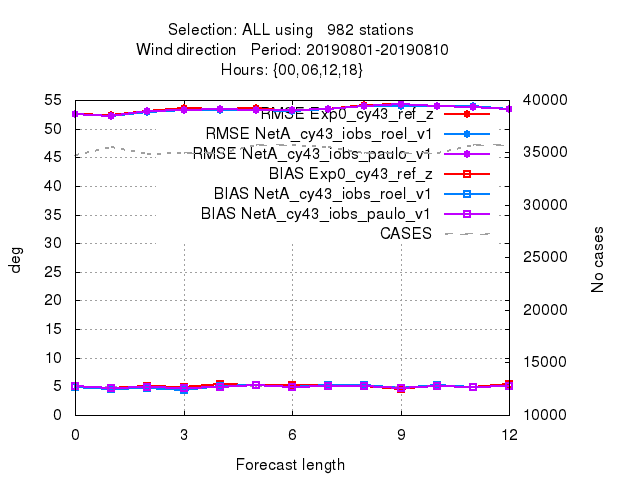 Selection: ALL using 982 stations
Wind direction Period: 20190801-20190810
Hours: {00,06,12,18}
55 40000
RMSE Exp0_cy43_ref_z
50 RMSE NetA_cy43_iobs_roel_v1
RMSE NetA_cy43_iobs_paulo_v1 35000
45 BIAS Exp0_cy43_ref_z
40 BIAS NetA_cy43_iobs_roel_v1
35 BIAS NetA_cy43_iobs_paulo_v1 30000
CASES
30
25 25000
20
15 20000
10 15000
5
0 10000
0 3 6 9 12
deg
No cases
Forecast length